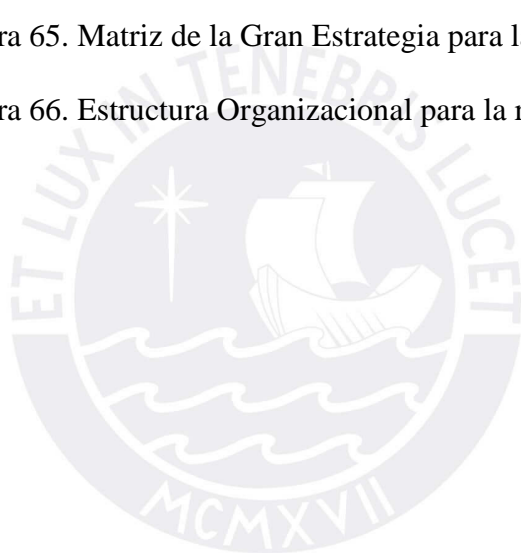 ra 65. Matriz de la Gran Estrategia para l
ra 66. Estructura Organizacional para la
ET LUX IN TENEBRIS LUCET
MCMXVII